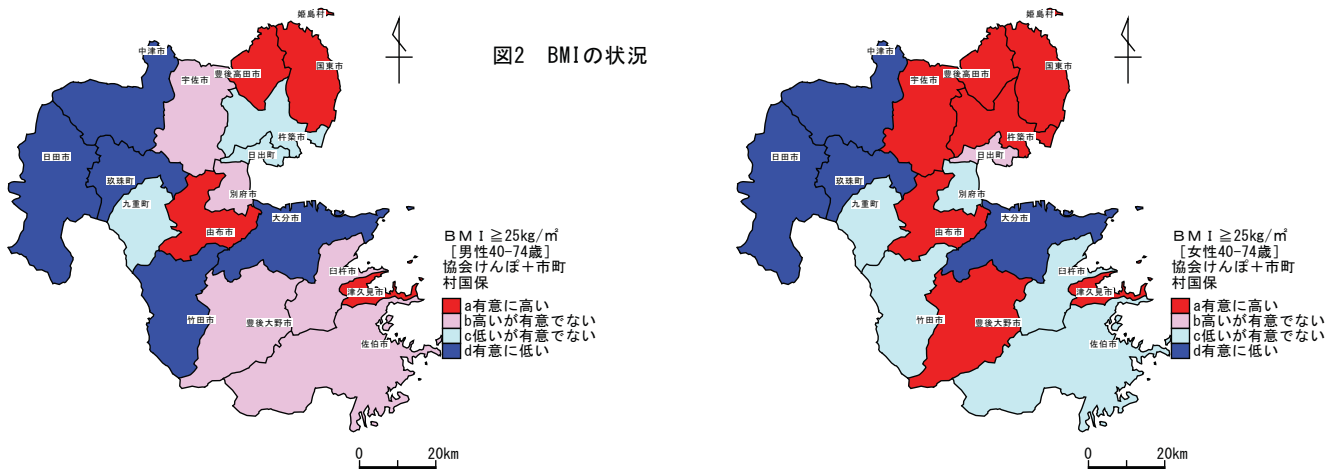 図2 BMIの状況
姫島村
中津市
豊後高田市
国東市
宇佐市
杵築市
日田市
日出町
玖珠町
別府市
九重町
大分市
由布市
臼杵市
津久見市
竹田市
豊後大野市
佐伯市
BMI≧25kg/㎡
[男性40-74歳]
協会けんぽ+市町
村国保
a有意に高い
b高いが有意でない
c低いが有意でない
d有意に低い
0 20km
姫島村
中津市
豊後高田市
国東市
宇佐市
杵築市
日田市
日出町
玖珠町
別府市
九重町
大分市
由布市
臼杵市
津久見市
竹田市
豊後大野市
佐伯市
BMI≧25kg/㎡
[女性40-74歳]
協会けんぽ+市町
村国保
a有意に高い
b高いが有意でない
c低いが有意でない
d有意に低い
0 20km